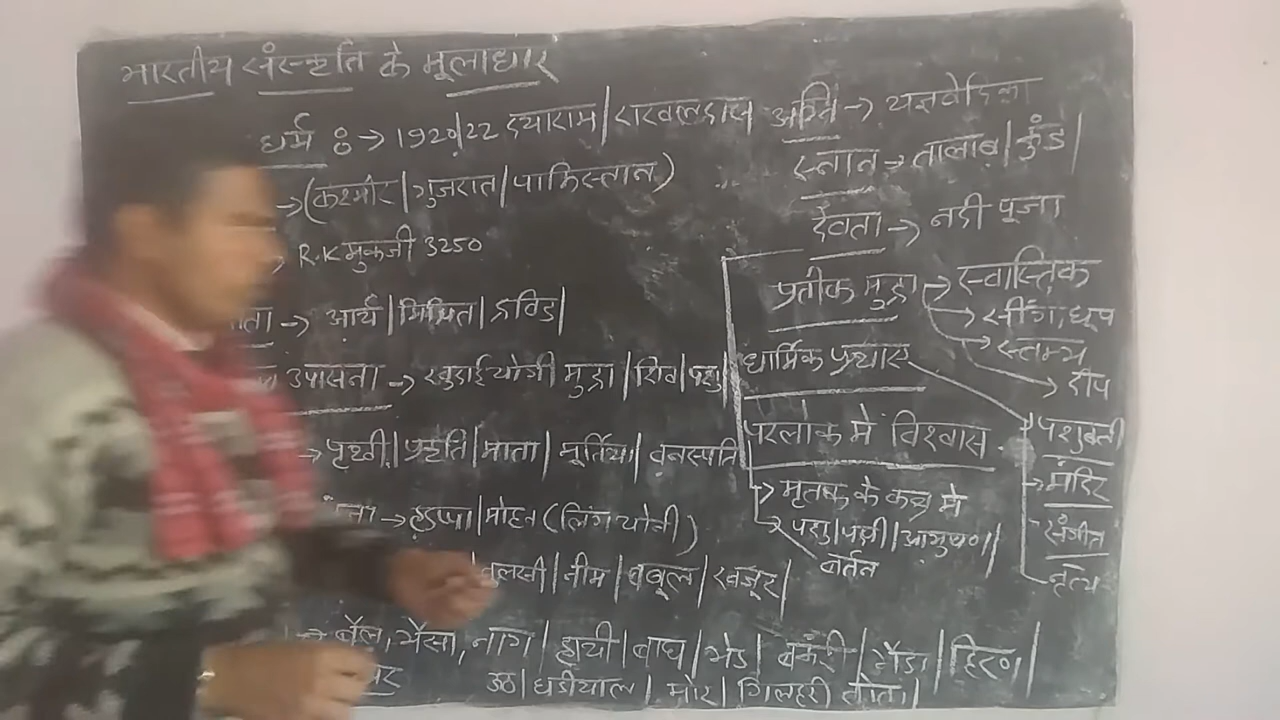 भारतीय संस्कृति के मूलाधार
धर्म : → 1920/22 दयाराम/राखलदास
→ (कश्मीर/गुजरात/पाकिस्तान)
R.K मुकर्जी 3250
→ आर्य/मिश्रित/द्रविड़/
उपासना → खुदाई योगी मुद्रा/शिव/पशु/
→ पृथ्वी/प्रकृति/माता/मूर्तिया/वनस्पति
→ हडप्पा/मोहन (लिंग योनी)
तुलसी/नीम/बबूल/खजूर/
→ बैल, भैंसा, नाग/हाथी/बाघ/भेड/बकरी/गैंडा/हिरण/
ऊठ/घडीयाल/मोर/गिलहरी तोता/
अग्नि → यज्ञवेदिका
स्नान → तालाब/कुंड/
देवता → नदी पूजा
प्रतीक मुद्रा → स्वास्तिक
→ सींग, धूप
→ स्तम्भ
→ दीप
धार्मिक प्रथाए
पशुबली
→ मंदिर
संगीत
नृत्य
परलोक मे विश्वास
→ मृतक के कब्र मे
पशु/पक्षी/आभुषण/
बर्तन